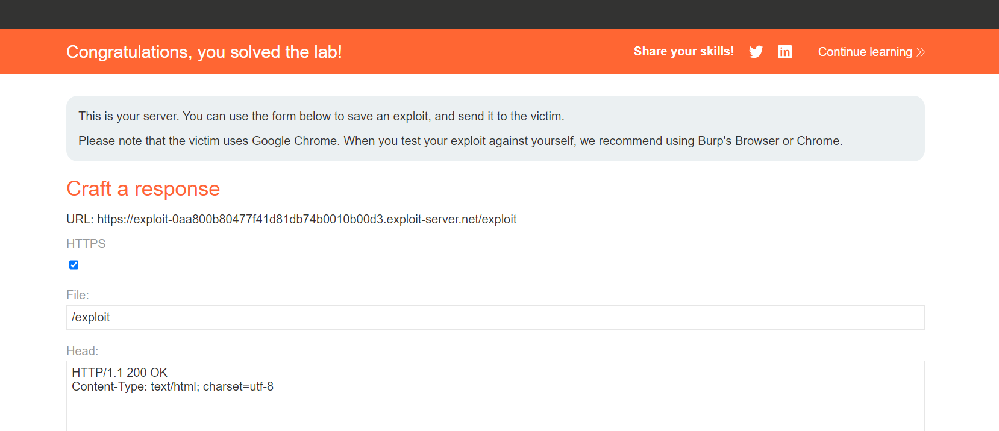 Congratulations, you solved the lab!
Share your skills!
Continue learning
This is your server. You can use the form below to save an exploit, and send it to the victim.
Please note that the victim uses Google Chrome. When you test your exploit against yourself, we recommend using Burp's Browser or Chrome.
Craft a response
URL: https://exploit-0aa800b80477f41d81db74b0010b00d3.exploit-server.net/exploit
HTTPS
File:
/exploit
Head:
HTTP/1.1 200 OK
Content-Type: text/html; charset=utf-8